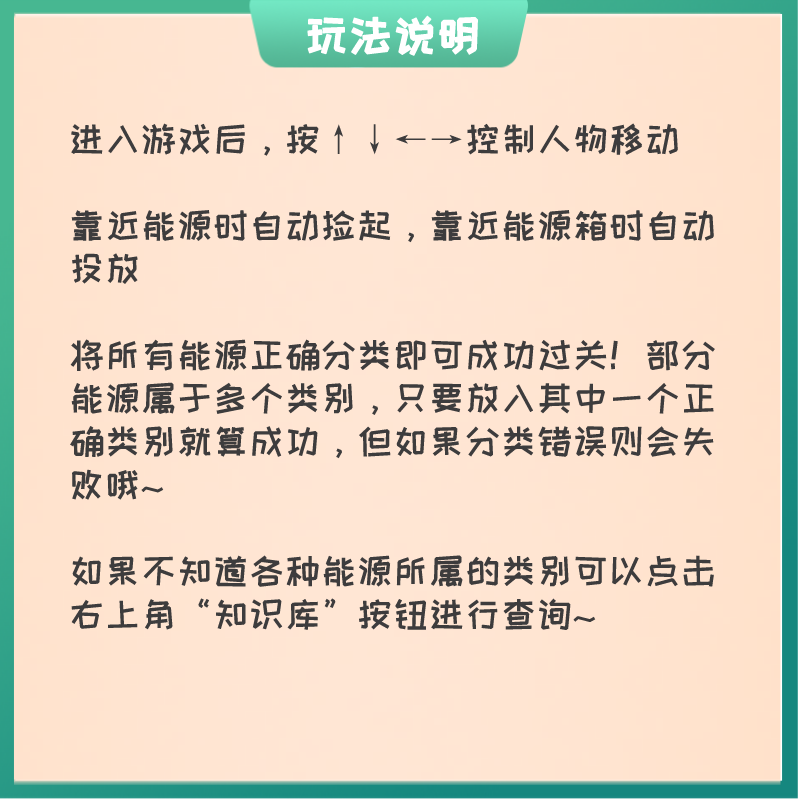 玩法说明
进入游戏后，按↑↓←→控制人物移动
靠近能源时自动捡起，靠近能源箱时自动
投放
将所有能源正确分类即可成功过关！部分
能源属于多个类别，只要放入其中一个正
确类别就算成功，但如果分类错误则会失
败哦~
如果不知道各种能源所属的类别可以点击
右上角“知识库”按钮进行查询~